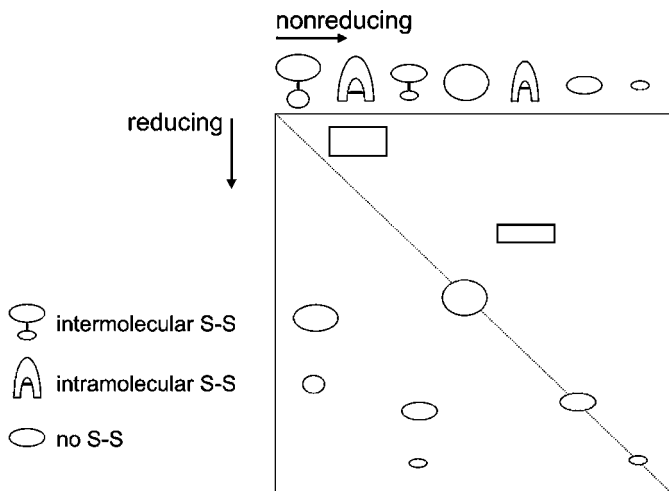 nonreducing
reducing
intermolecular S-S
intramolecular S-S
no S-S